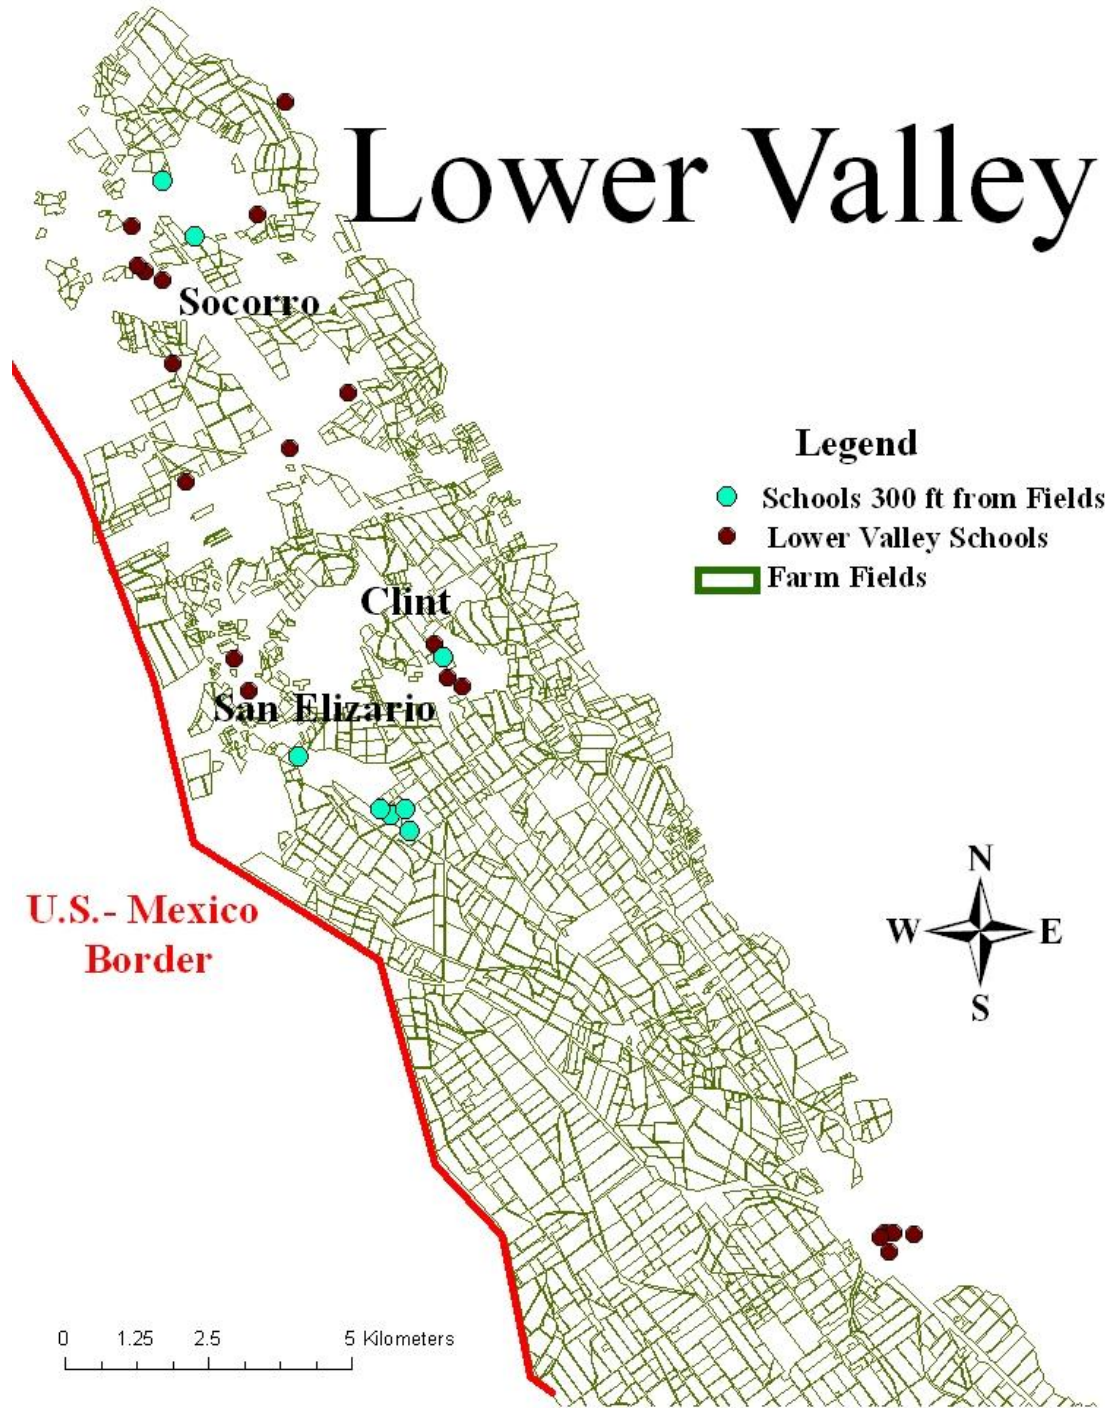 Lower Valley
Socorro
Legend
Schools 300 ft from Fields
Lower Valley Schools
Farm Fields
Clint
San Elizario
U.S.- Mexico
Border
N
W E
S
0 1.25 2.5 5 Kilometers